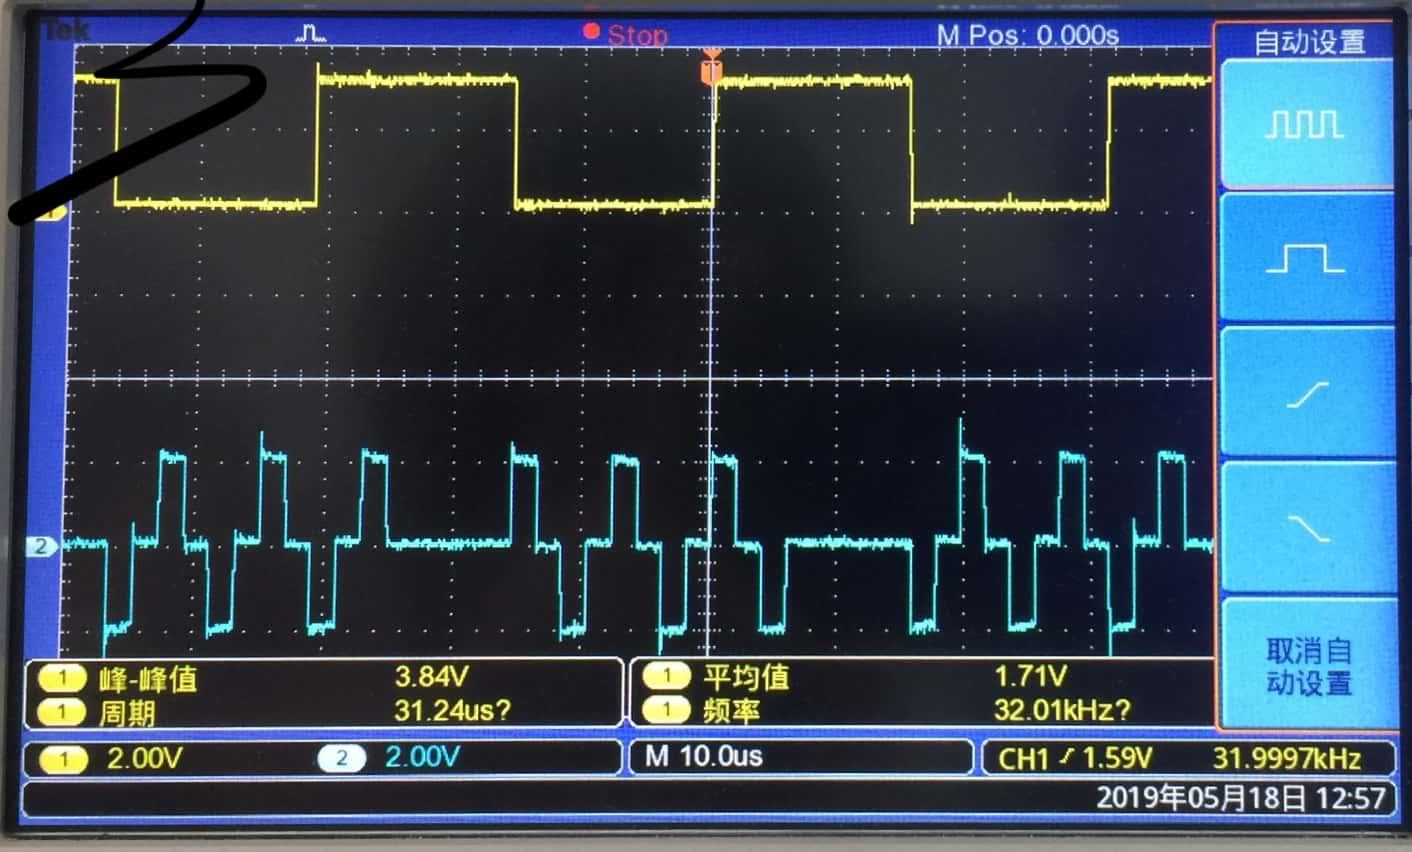 Tek Stop M Pos: 0.000s
自动设置
T
1
2
取消自
动设置
1 峰-峰值 3.84V 1 平均值 1.71V
1 周期 31.24us? 1 频率 32.01kHz?
1 2.00V 2 2.00V M 10.0us CH1 1.59V 31.9997kHz
2019年05月18日 12:57